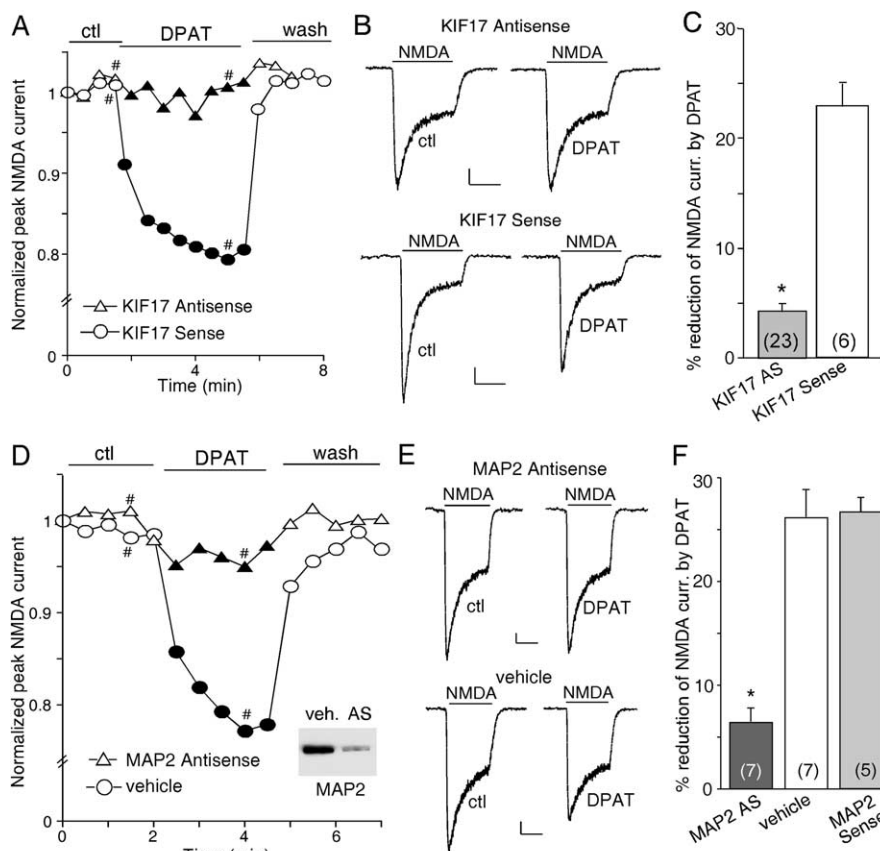 A
ctl DPAT wash
# # # #
Normalized peak NMDA current
1
0.9
0.8
0
KIF17 Antisense
KIF17 Sense
0 2 4 6 8
Time (min)
B
KIF17 Antisense
NMDA NMDA
ctl DPAT
KIF17 Sense
NMDA NMDA
ctl DPAT
C
% reduction of NMDA curr. by DPAT
30
20
10
0
*
(23) (6)
KIF17 AS KIF17 Sense
D
ctl DPAT wash
# # # #
Normalized peak NMDA current
1
0.9
0.8
0
veh. AS
MAP2
MAP2 Antisense
vehicle
0 2 4 6
Time (min)
E
MAP2 Antisense
NMDA NMDA
ctl DPAT
vehicle
NMDA NMDA
ctl DPAT
F
% reduction of NMDA curr. by DPAT
30
20
10
0
*
(7) (7) (5)
MAP2 AS vehicle MAP2 Sense